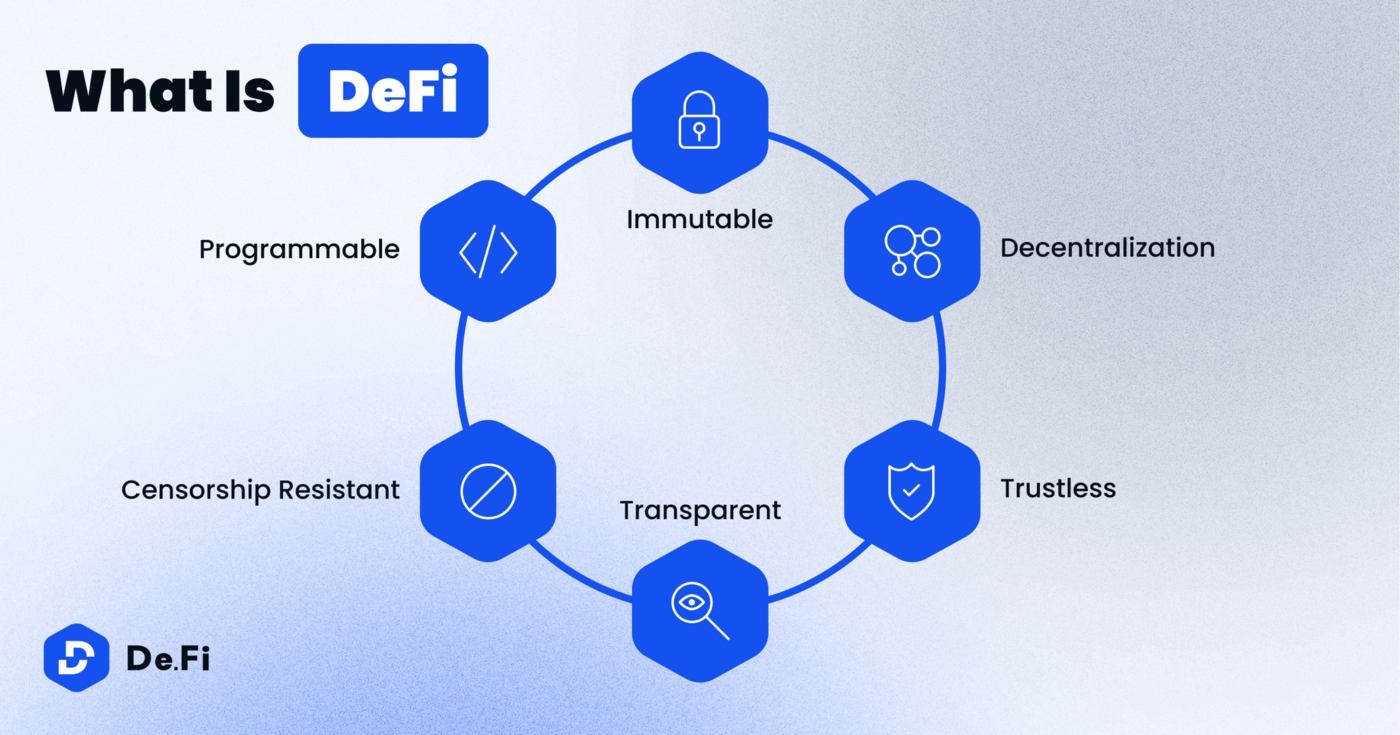 What Is DeFi
Immutable
Programmable
Decentralization
Censorship Resistant
Transparent
Trustless
De.Fi